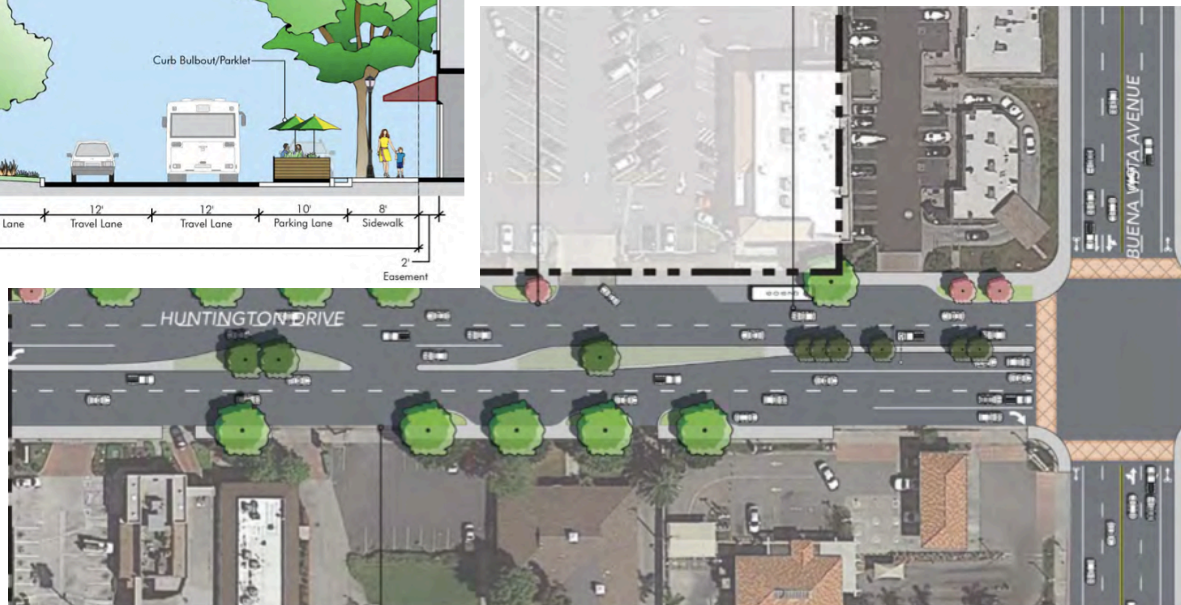 Curb Bulbout/Parklet
Lane
12'
Travel Lane
12'
Travel Lane
10'
Parking Lane
8'
Sidewalk
2'
Easement
HUNTINGTON DRIVE
BUENA VISTA AVENUE